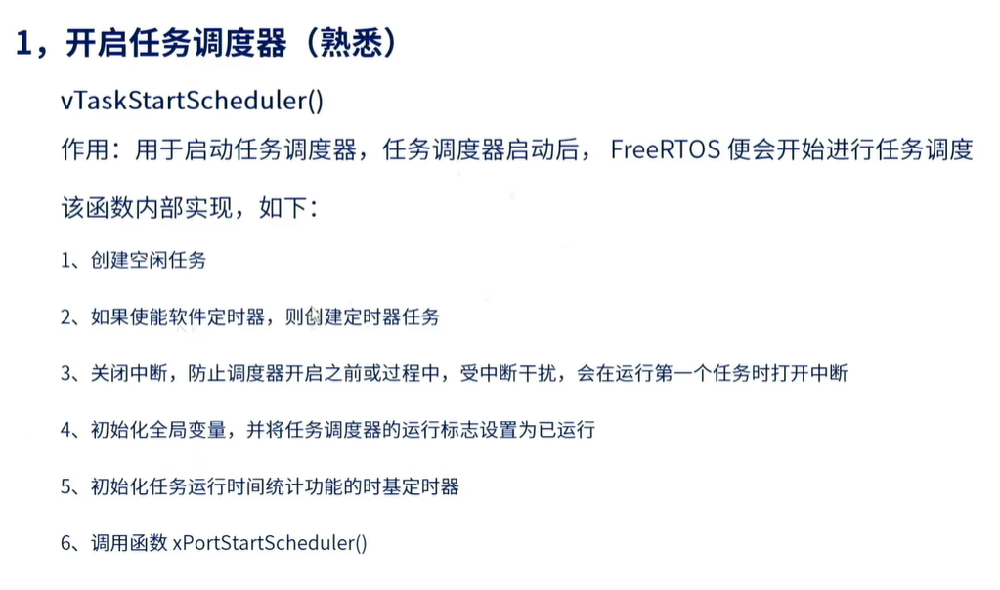 1，开启任务调度器（熟悉）
vTaskStartScheduler()
作用：用于启动任务调度器，任务调度器启动后， FreeRTOS 便会开始进行任务调度
该函数内部实现，如下：
1、创建空闲任务
2、如果使能软件定时器，则创建定时器任务
3、关闭中断，防止调度器开启之前或过程中，受中断干扰，会在运行第一个任务时打开中断
4、初始化全局变量，并将任务调度器的运行标志设置为已运行
5、初始化任务运行时间统计功能的时基定时器
6、调用函数 xPortStartScheduler()